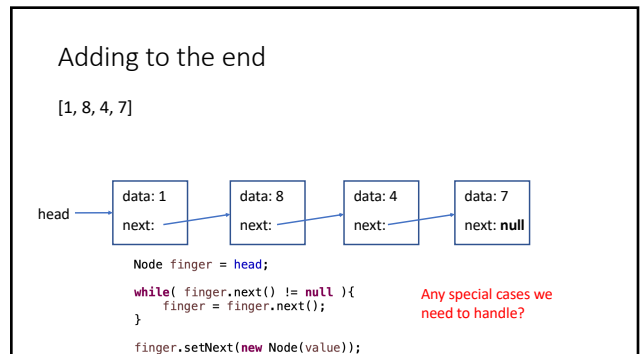 Adding to the end
[1, 8, 4, 7]
head
data: 1
next:
data: 8
next:
data: 4
next:
data: 7
next: null
Node finger = head;
while( finger.next() != null ){
finger = finger.next();
}
finger.setNext(new Node(value));
Any special cases we
need to handle?